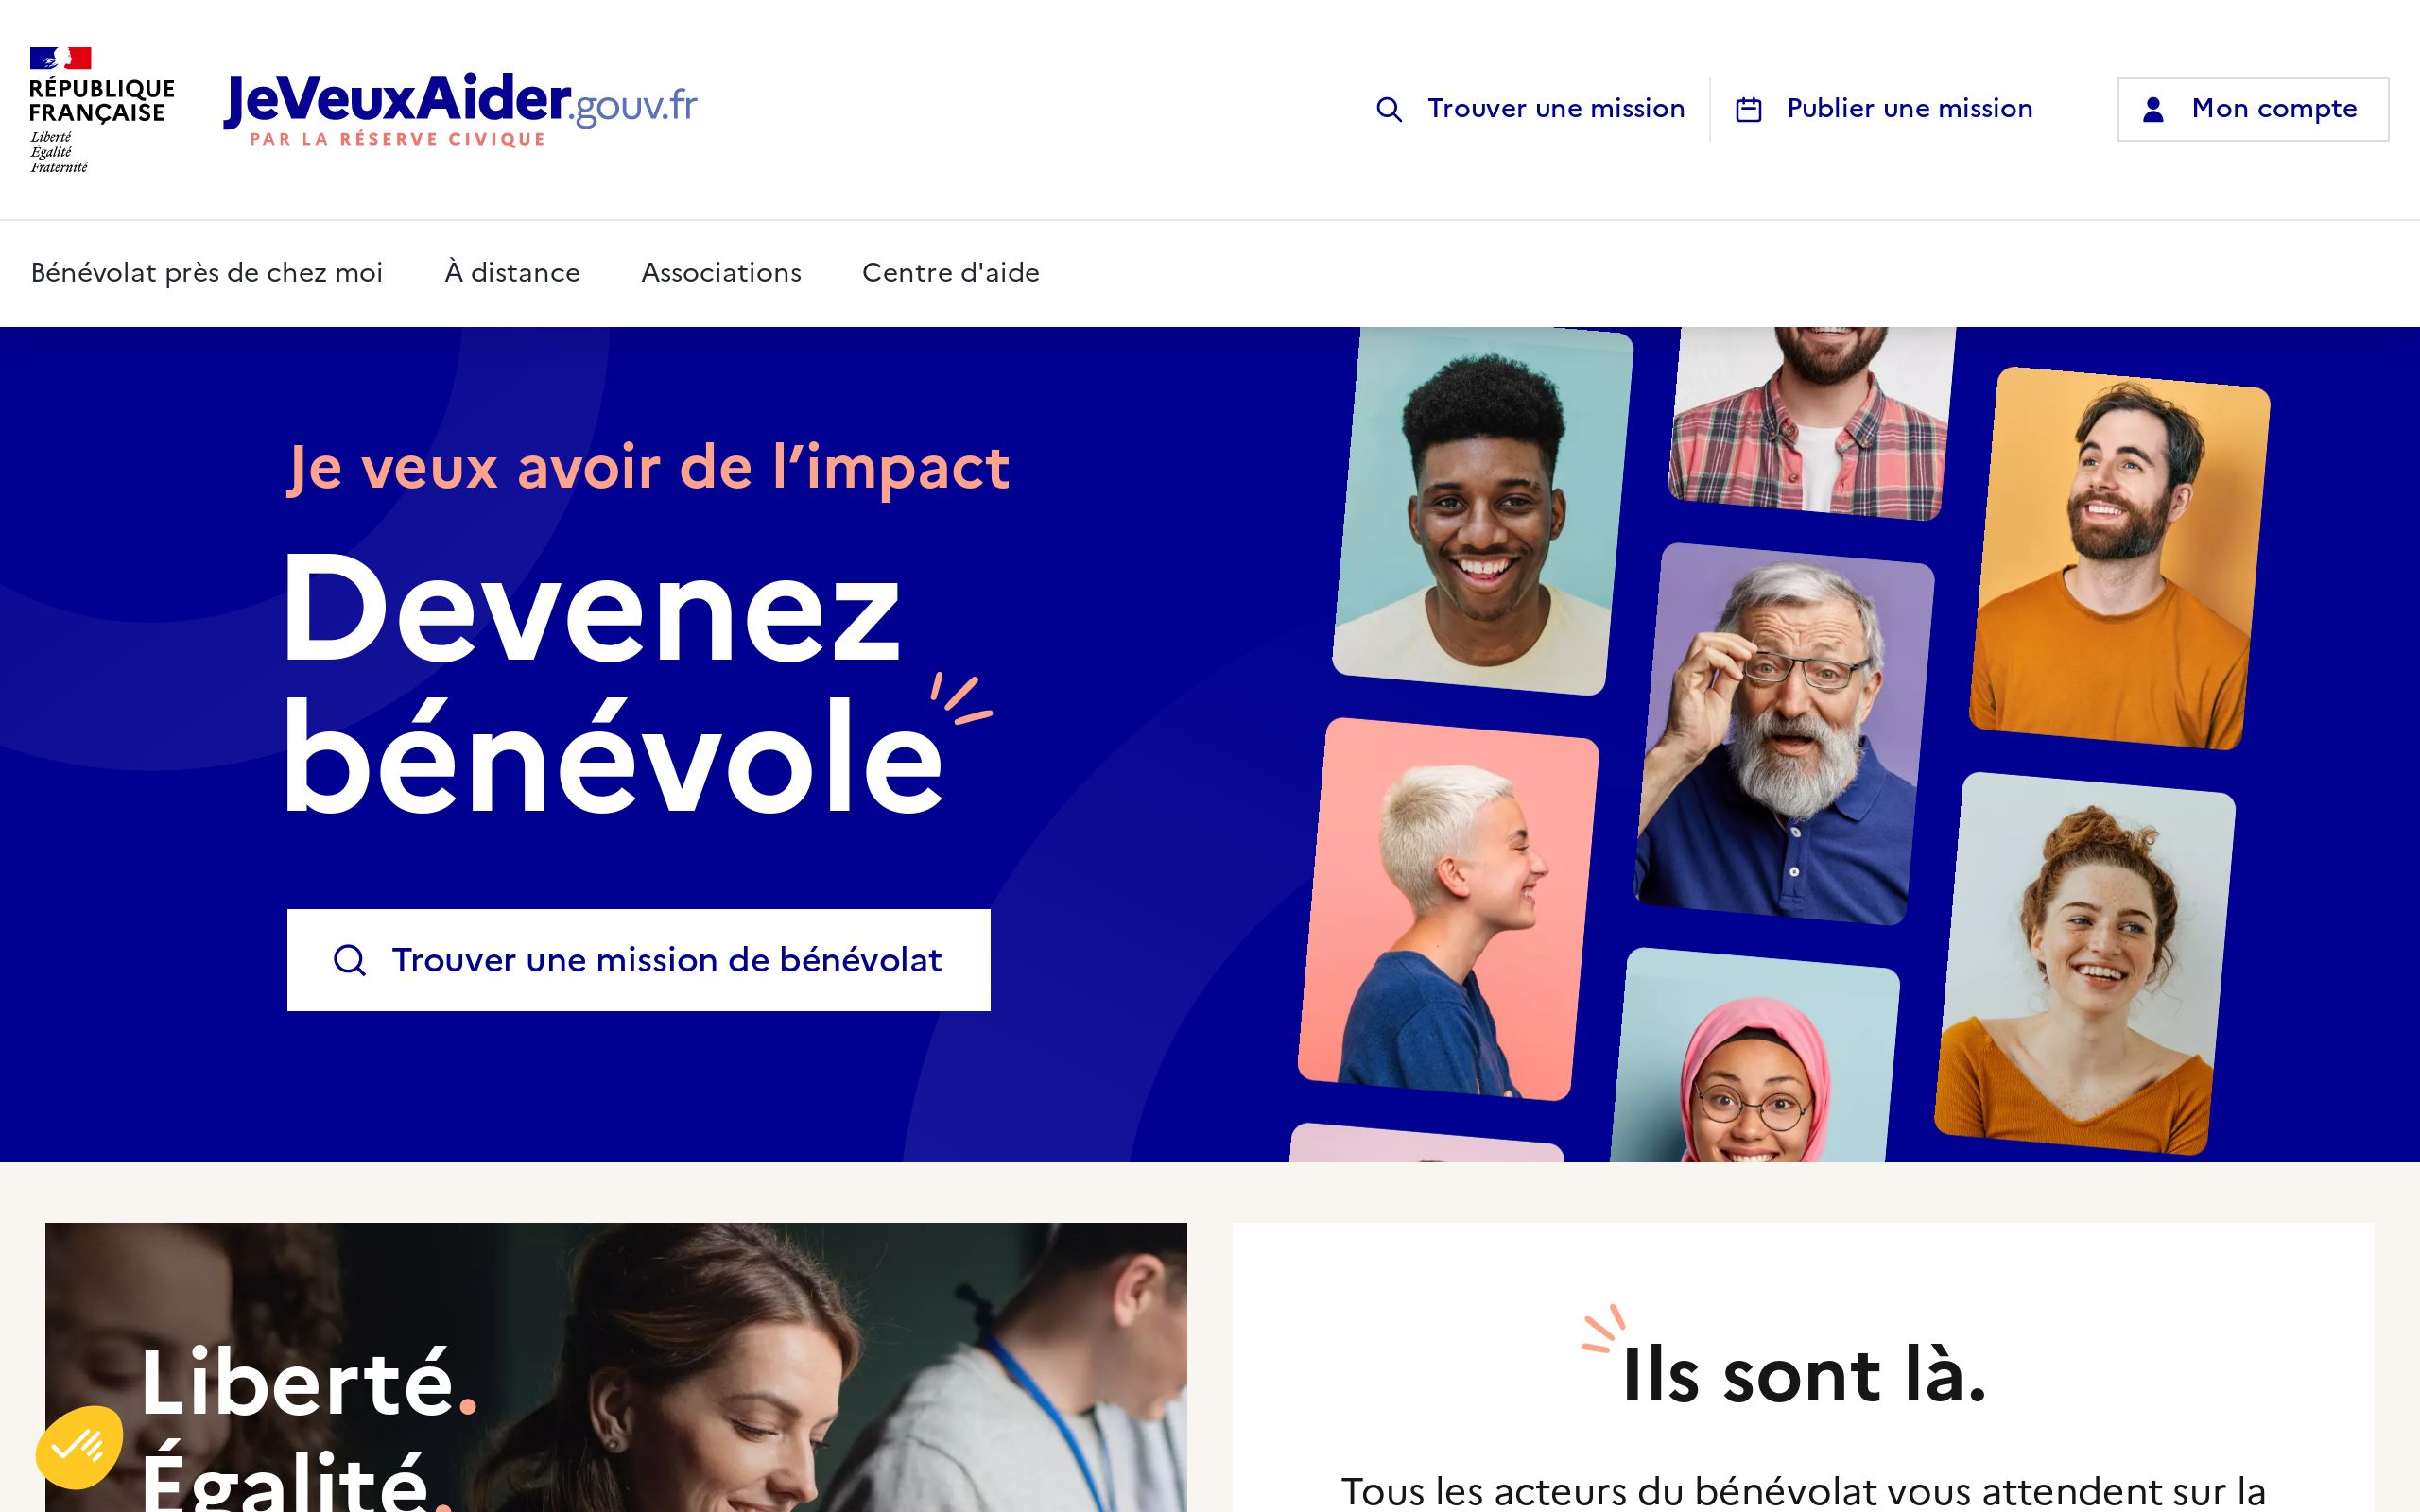 RÉPUBLIQUE
FRANÇAISE
Liberté
Égalité
Fraternité
JeVeuxAider.gouv.fr
PAR LA RÉSERVE CIVIQUE
Trouver une mission
Publier une mission
Mon compte
Bénévolat près de chez moi
À distance
Associations
Centre d'aide
Je veux avoir de l’impact
Devenez
bénévole
Trouver une mission de bénévolat
Liberté.
Égalité.
Ils sont là.
Tous les acteurs du bénévolat vous attendent sur la